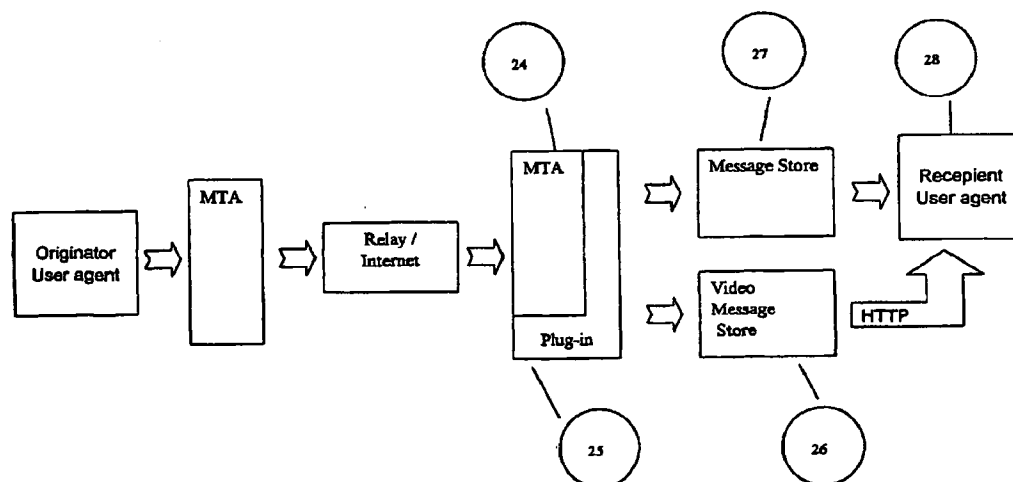 24
27
28
MTA
MTA
Message Store
Recepient
User agent
Originator
User agent
Relay /
Internet
Video
Message
Store
HTTP
Plug-in
25
26